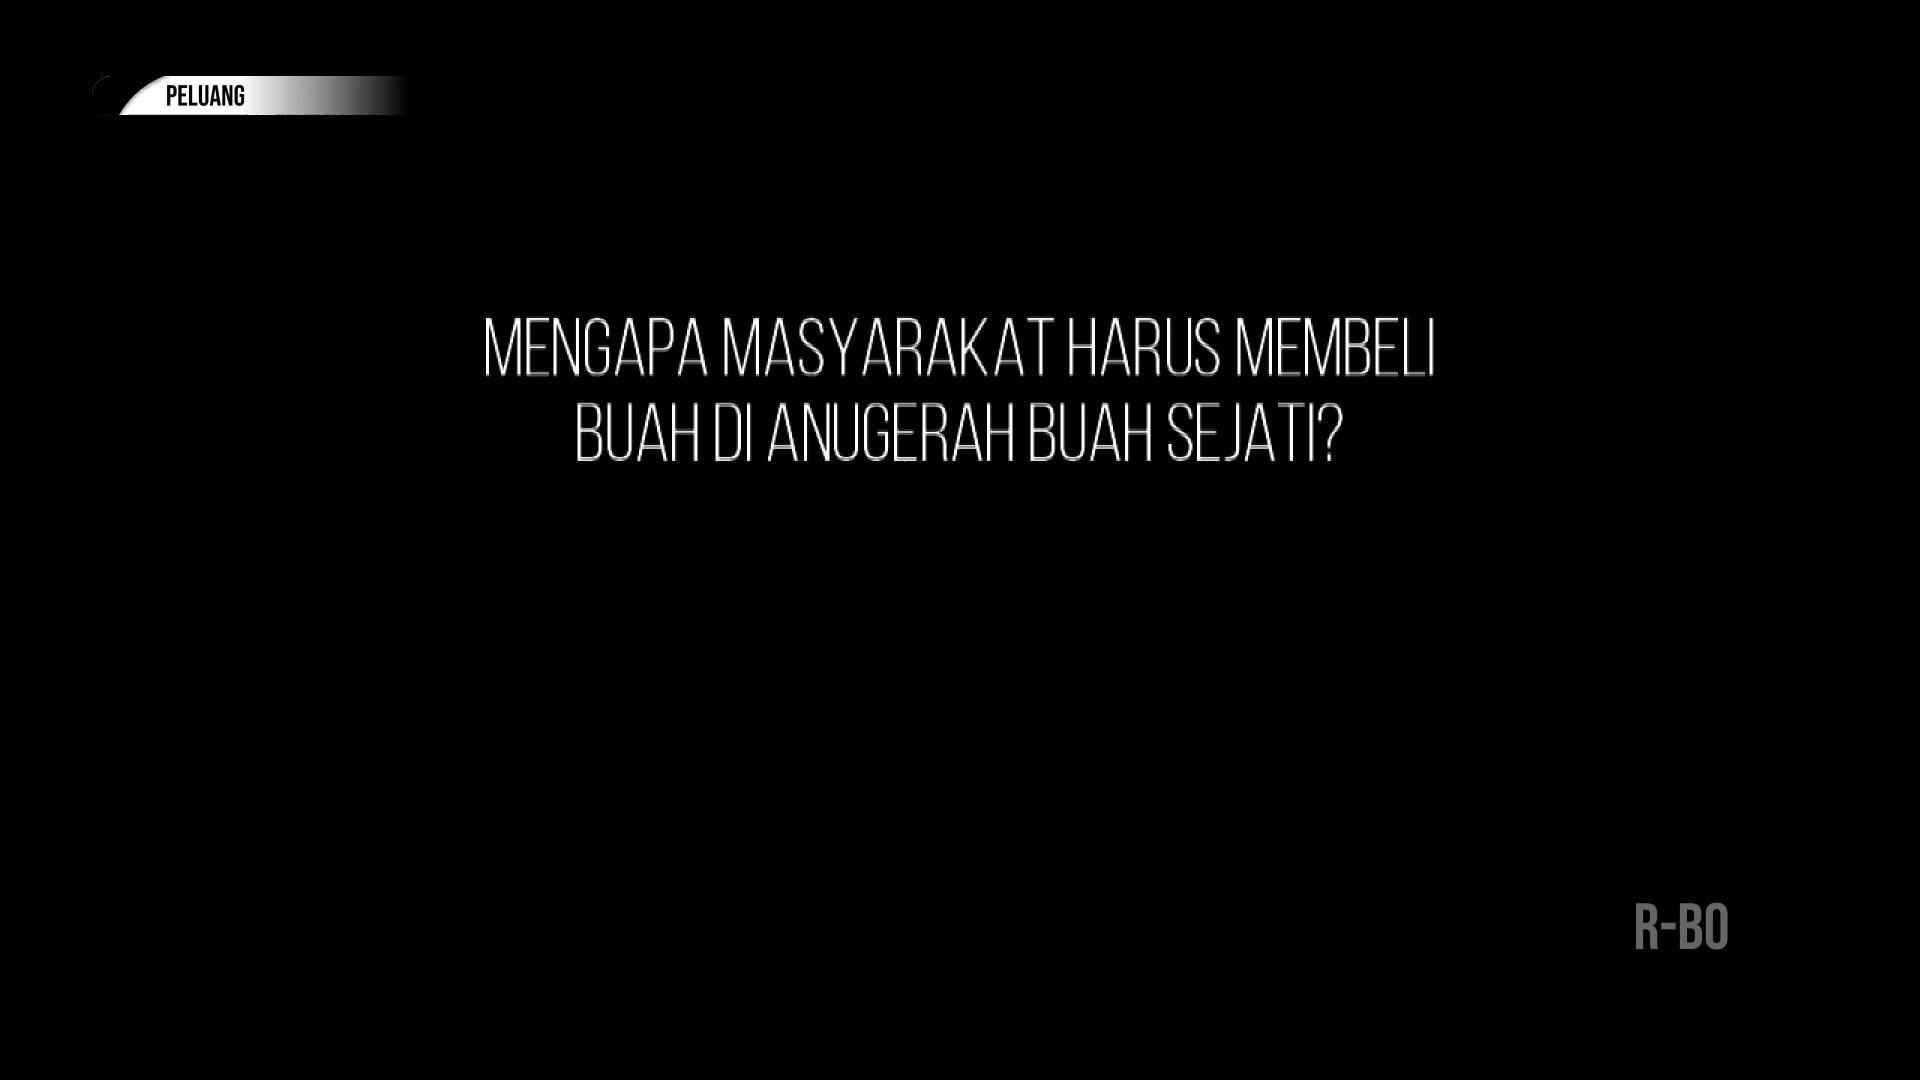 PELUANG
MENGAPA MASYARAKAT HARUS MEMBELI
BUAH DI ANUGERAH BUAH SEJATI?
R-BO